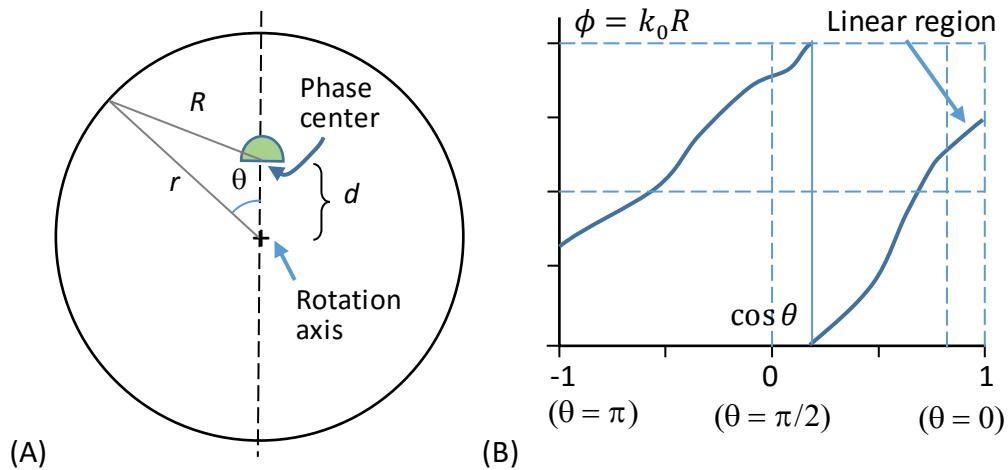 R
Phase
center
r
θ
d
Rotation
axis
(A)
ϕ = k₀R
Linear region
cos θ
-1
0
1
(θ = π)
(θ = π/2)
(θ = 0)
(B)